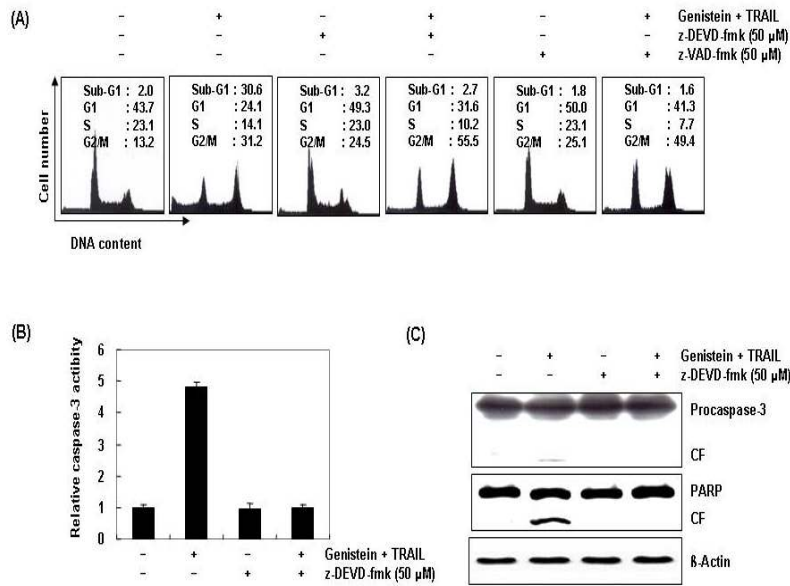 (A)
– + – + – + Genistein + TRAIL
– – + + – – z-DEVD-fmk (50 µM)
– – – – + + z-VAD-fmk (50 µM)
Cell number
Sub-G1 : 2.0
G1 : 43.7
S : 23.1
G2/M : 13.2
Sub-G1 : 30.6
G1 : 24.1
S : 14.1
G2/M : 31.2
Sub-G1 : 3.2
G1 : 49.3
S : 23.0
G2/M : 24.5
Sub-G1 : 2.7
G1 : 31.6
S : 10.2
G2/M : 55.5
Sub-G1 : 1.8
G1 : 50.0
S : 23.1
G2/M : 25.1
Sub-G1 : 1.6
G1 : 41.3
S : 7.7
G2/M : 49.4
DNA content
(B)
Relative caspase-3 actibity
6
5
4
3
2
1
0
– + – + Genistein + TRAIL
– – + + z-DEVD-fmk (50 µM)
(C)
– + – + Genistein + TRAIL
– – + + z-DEVD-fmk (50 µM)
Procaspase-3
CF
PARP
CF
ß-Actin